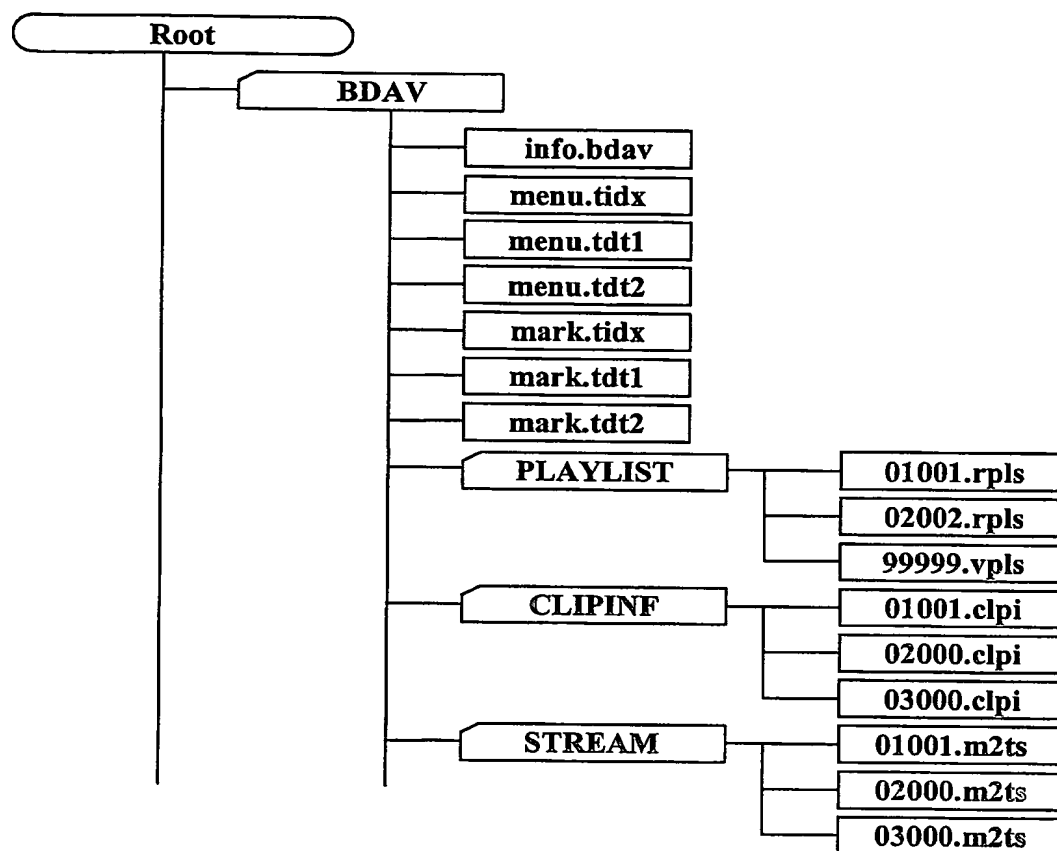 Root
BDAV
info.bdav
menu.tidx
menu.tdt1
menu.tdt2
mark.tidx
mark.tdt1
mark.tdt2
PLAYLIST
01001.rpls
02002.rpls
99999.vpls
CLIPINF
01001.clpi
02000.clpi
03000.clpi
STREAM
01001.m2ts
02000.m2ts
03000.m2ts